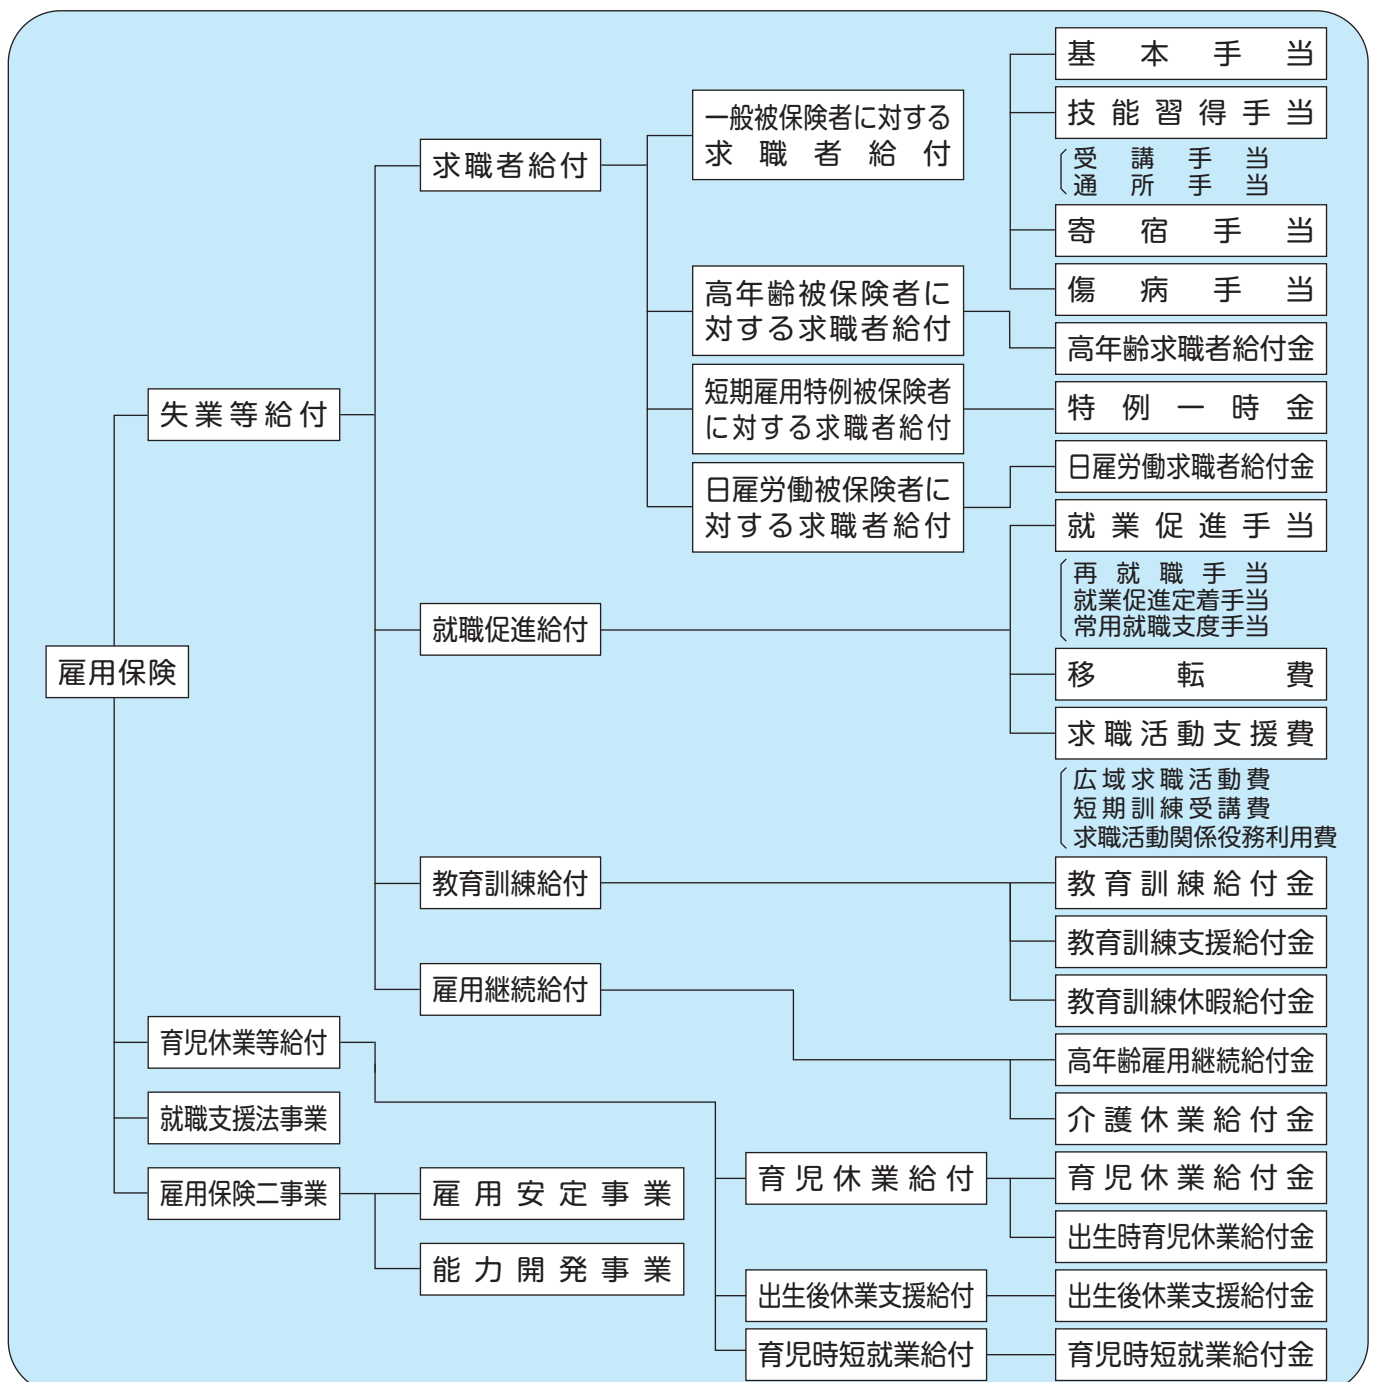 基本手当
技能習得手当
受講手当
通所手当
寄宿手当
傷病手当
一般被保険者に対する
求職者給付
求職者給付
高年齢被保険者に
対する求職者給付
高年齢求職者給付金
短期雇用特例被保険者
に対する求職者給付
特例一時金
日雇労働被保険者に
対する求職者給付
日雇労働求職者給付金
失業等給付
就業促進手当
再就職手当
就業促進定着手当
常用就職支度手当
就職促進給付
移転費
求職活動支援費
広域求職活動費
短期訓練受講費
求職活動関係役務利用費
雇用保険
教育訓練給付
教育訓練給付金
教育訓練支援給付金
教育訓練休暇給付金
雇用継続給付
高年齢雇用継続給付金
介護休業給付金
育児休業等給付
就職支援法事業
雇用保険二事業
雇用安定事業
能力開発事業
育児休業給付
育児休業給付金
出生時育児休業給付金
出生後休業支援給付
出生後休業支援給付金
育児時短就業給付
育児時短就業給付金